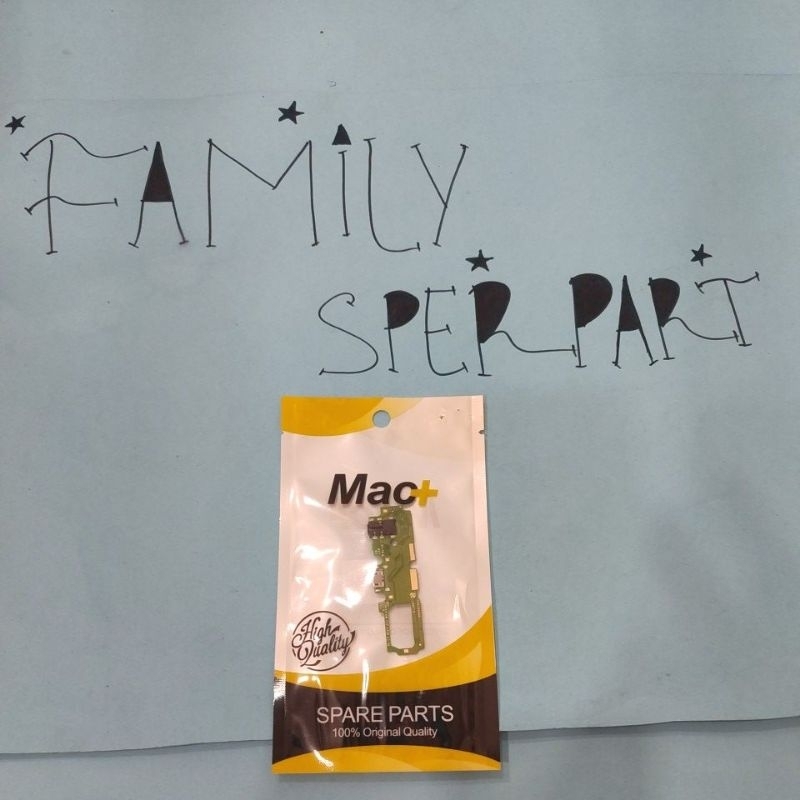 FAMILY
SPER PART
Mac+
High
Quality
SPARE PARTS
100% Original Quality